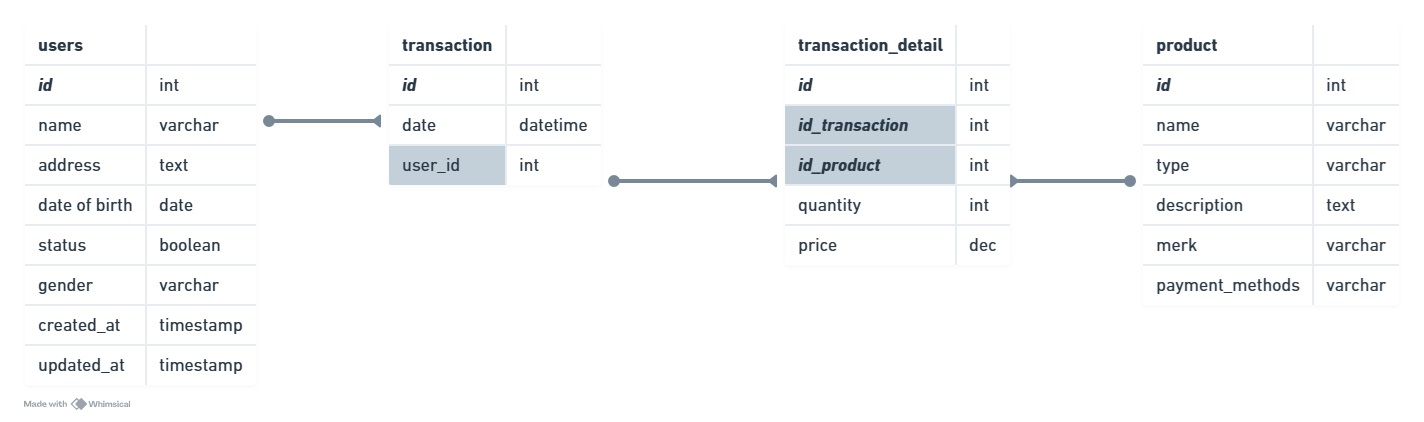 users
id int
name varchar
address text
date of birth date
status boolean
gender varchar
created_at timestamp
updated_at timestamp
transaction
id int
date datetime
user_id int
transaction_detail
id int
id_transaction int
id_product int
quantity int
price dec
product
id int
name varchar
type varchar
description text
merk varchar
payment_methods varchar
Made with Whimsical